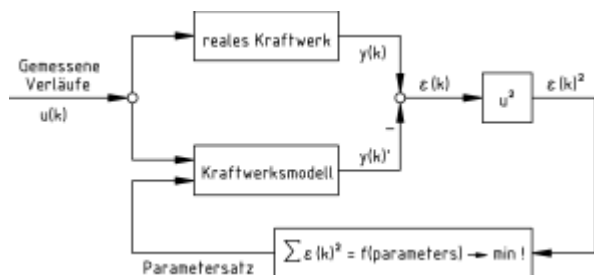 reales Kraftwerk
y(k)
Gemessene
Verläufe
u(k)
ε(k)
u²
ε(k)²
−
Kraftwerksmodell
y(k)'
∑ ε(k)² = f(parameters) → min !
Parametersatz